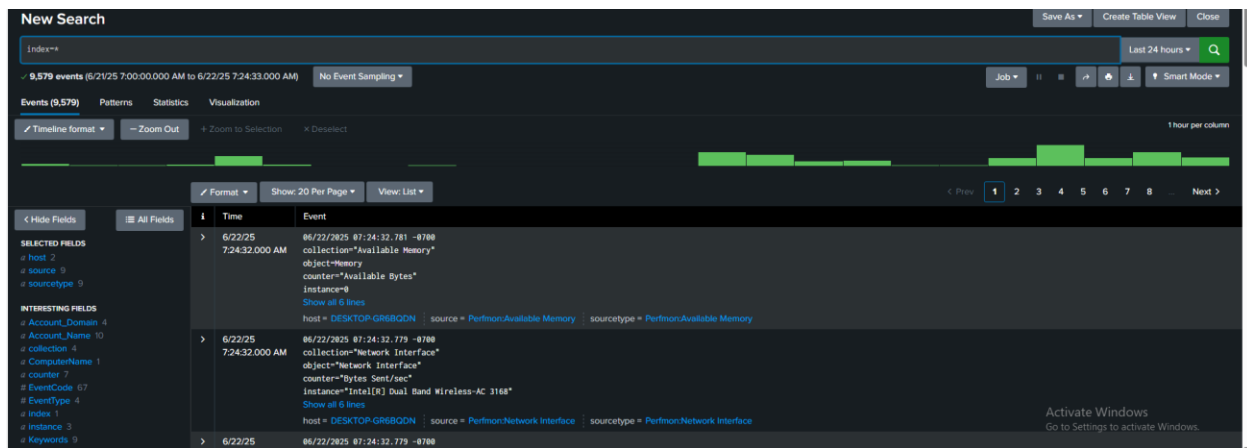 New Search
Save As ▾ Create Table View Close
index=*
Last 24 hours ▾
✓ 9,579 events (6/21/25 7:00:00.000 AM to 6/22/25 7:24:33.000 AM) No Event Sampling ▾
Job ▾ Smart Mode ▾
Events (9,579) Patterns Statistics Visualization
Timeline format ▾ — Zoom Out + Zoom to Selection × Deselect
1 hour per column
Format ▾ Show: 20 Per Page ▾ View: List ▾
< Prev 1 2 3 4 5 6 7 8 ... Next >
< Hide Fields All Fields
i Time Event
SELECTED FIELDS
a host 2
a source 9
a sourcetype 9
INTERESTING FIELDS
a Account_Domain 4
a Account_Name 10
a collection 4
a ComputerName 1
a counter 7
# EventCode 67
# EventType 4
a index 1
a instance 3
a Keywords 9
> 6/22/25
7:24:32.000 AM
06/22/2025 07:24:32.781 -0700
collection="Available Memory"
object=Memory
counter="Available Bytes"
instance=0
Show all 6 lines
host = DESKTOP-GR6BQDN source = Perfmon:Available Memory sourcetype = Perfmon:Available Memory
> 6/22/25
7:24:32.000 AM
06/22/2025 07:24:32.779 -0700
collection="Network Interface"
object="Network Interface"
counter="Bytes Sent/sec"
instance="Intel[R] Dual Band Wireless-AC 3168"
Show all 6 lines
host = DESKTOP-GR6BQDN source = Perfmon:Network Interface sourcetype = Perfmon:Network Interface
> 6/22/25
06/22/2025 07:24:32.779 -0700
Activate Windows
Go to Settings to activate Windows.